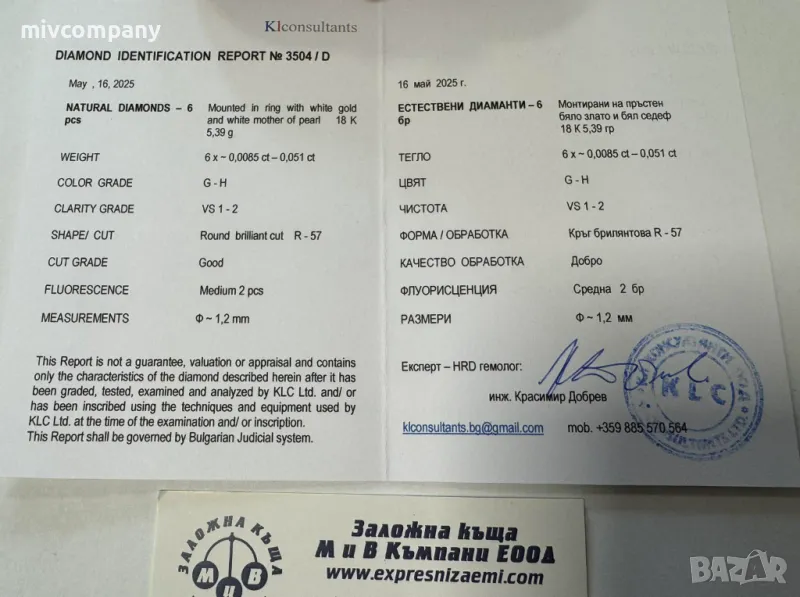 mivcompany
Klconsultants
DIAMOND IDENTIFICATION REPORT № 3504 / D
May , 16, 2025
NATURAL DIAMONDS – 6 pcs
Mounted in ring with white gold and white mother of pearl 18 K 5,39 g
WEIGHT 6 x ~ 0,0085 ct – 0,051 ct
COLOR GRADE G - H
CLARITY GRADE VS 1 - 2
SHAPE/ CUT Round brilliant cut R - 57
CUT GRADE Good
FLUORESCENCE Medium 2 pcs
MEASUREMENTS Φ ~ 1,2 mm
This Report is not a guarantee, valuation or appraisal and contains
only the characteristics of the diamond described herein after it has
been graded, tested, examined and analyzed by KLC Ltd. and/ or
has been inscribed using the techniques and equipment used by
KLC Ltd. at the time of the examination and/ or inscription.
This Report shall be governed by Bulgarian Judicial system.
16 май 2025 г.
ЕСТЕСТВЕНИ ДИАМАНТИ – 6 бр
Монтирани на пръстен бяло злато и бял седеф 18 K 5,39 гр
ТЕГЛО 6 x ~ 0,0085 ct – 0,051 ct
ЦВЯТ G - H
ЧИСТОТА VS 1 - 2
ФОРМА / ОБРАБОТКА Кръг брилянтова R - 57
КАЧЕСТВО ОБРАБОТКА Добро
ФЛУОРИСЦЕНЦИЯ Средна 2 бр
РАЗМЕРИ Φ ~ 1,2 мм
Експерт – HRD гемолог:
инж. Красимир Добрев
klconsultants.bg@gmail.com mob. +359 885 570 564
KLC
ЗАЛОЖНА КЪЩА
М и В
Заложна къща
М и В Къмпани ЕООД
www.expresnizaemi.com
BAZAR